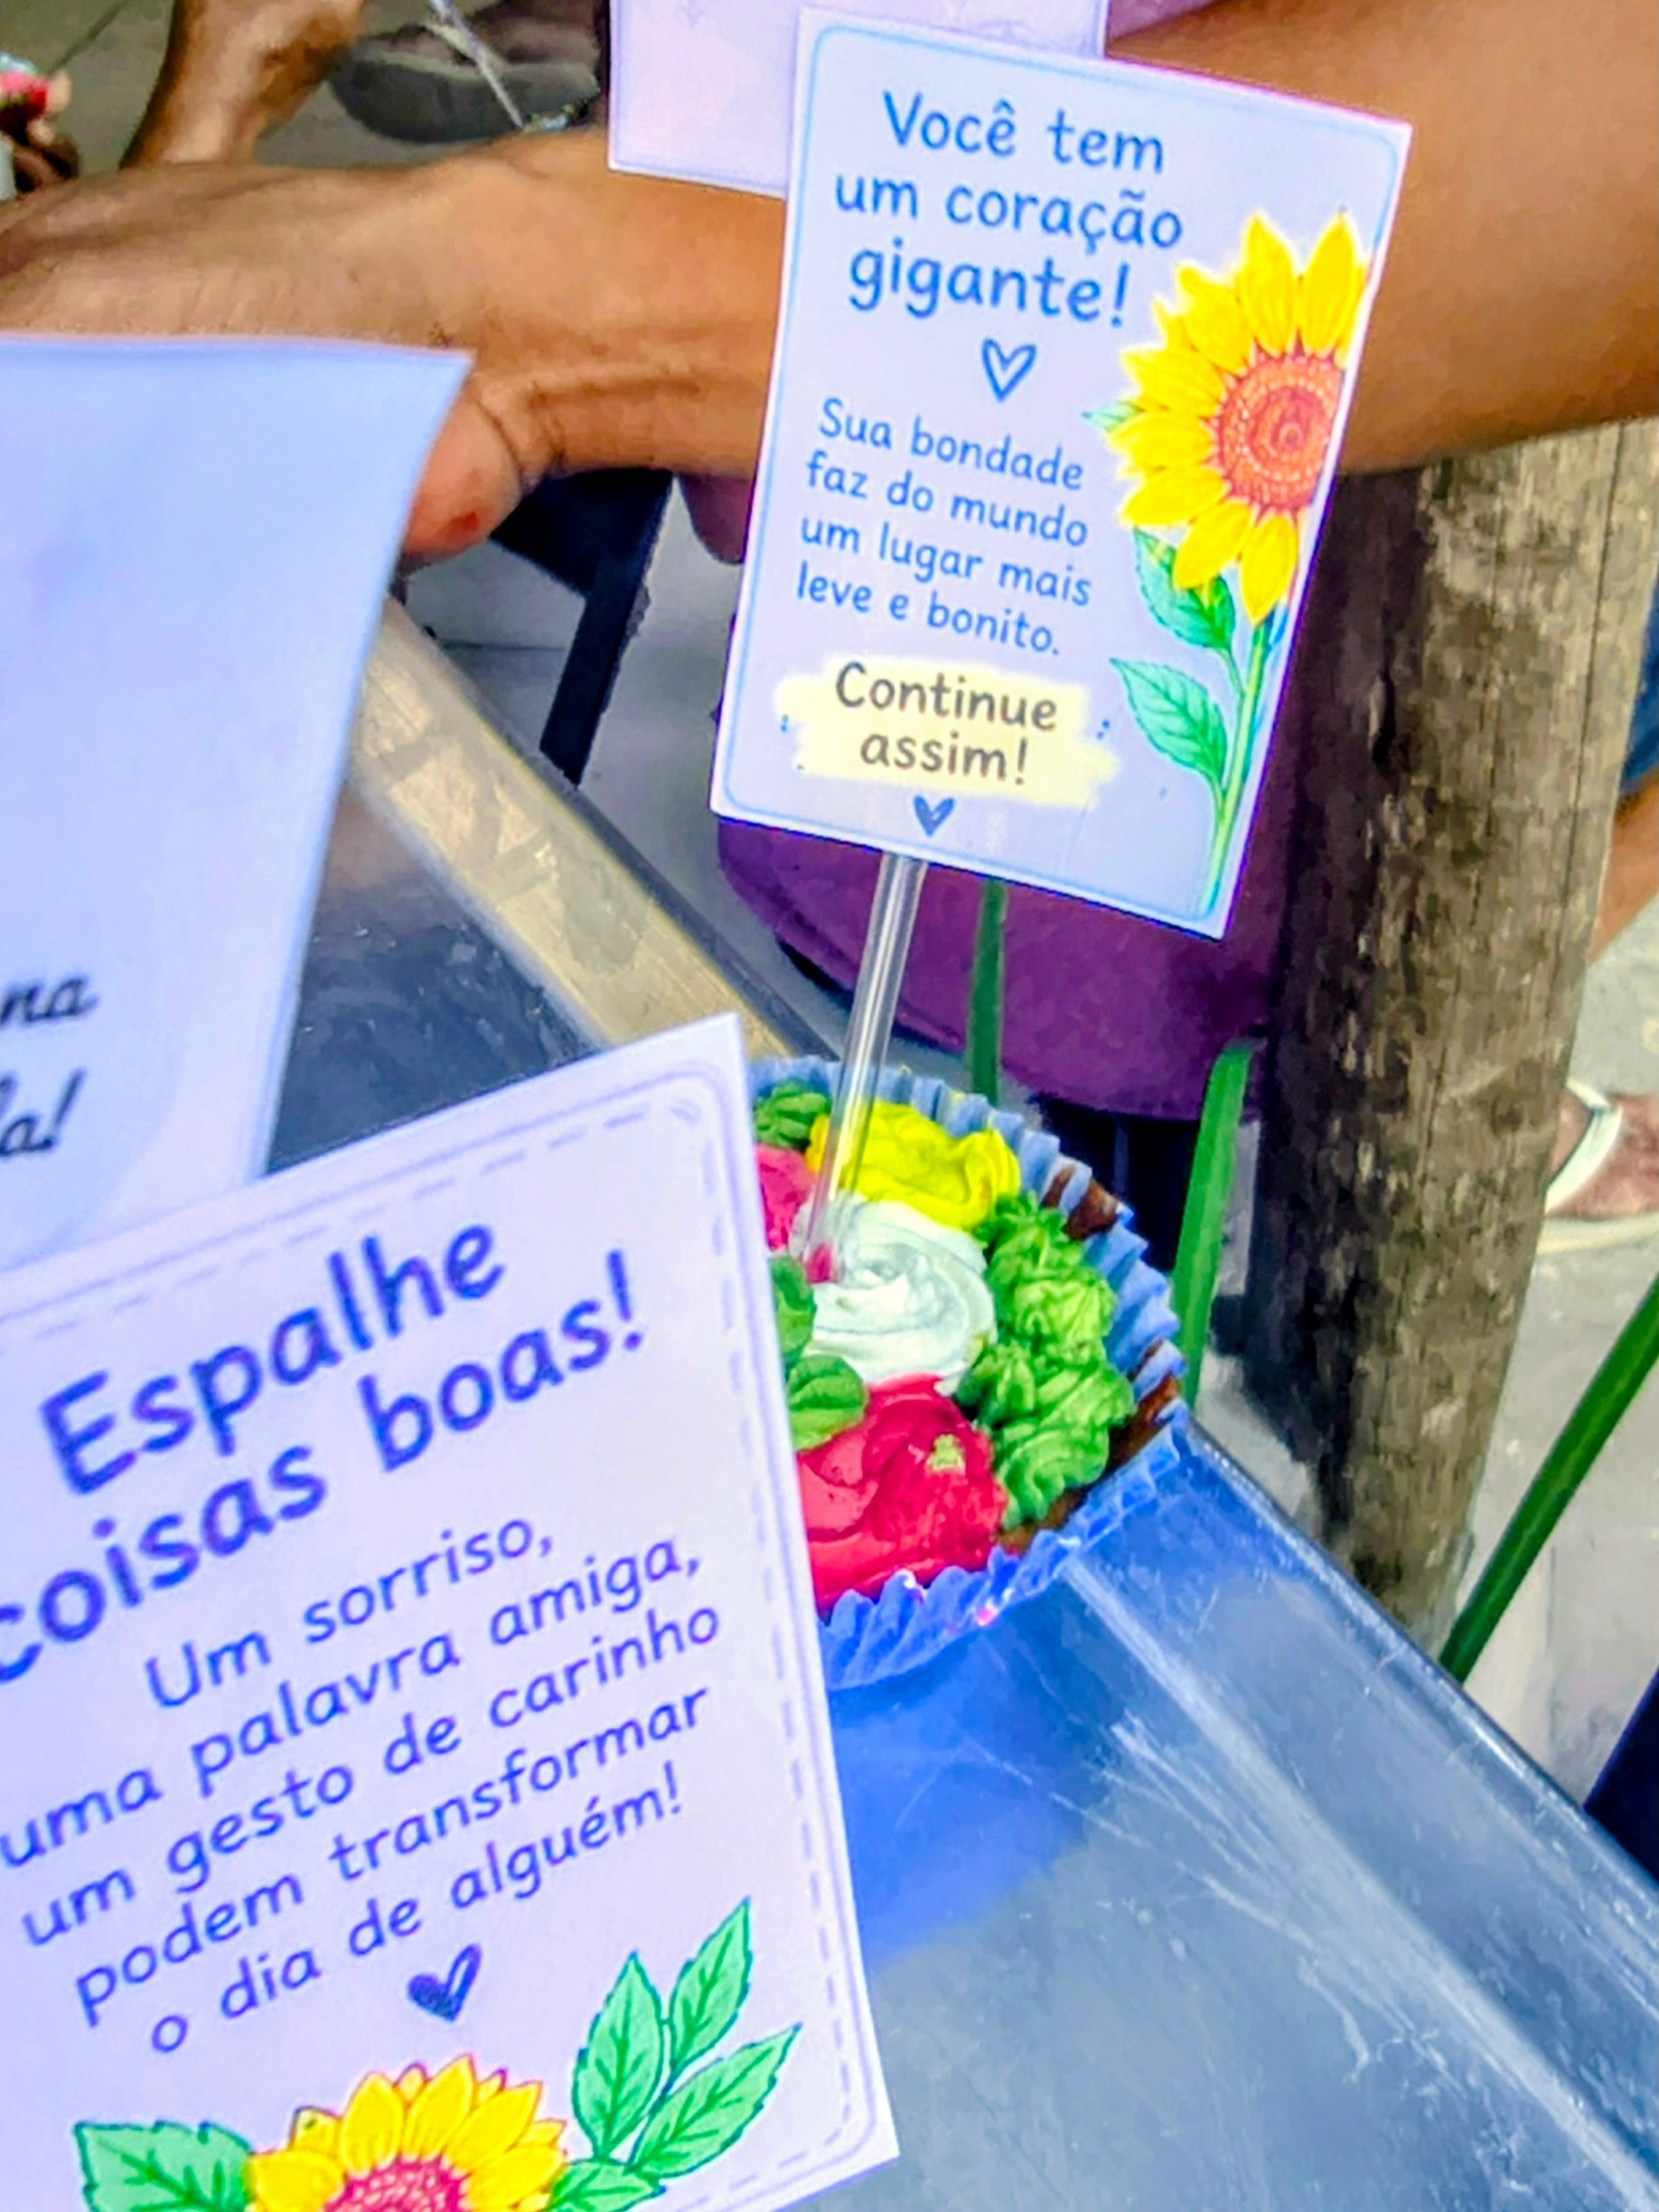 Você tem
um coração
gigante!
Sua bondade
faz do mundo
um lugar mais
leve e bonito.
Continue
assim!
Espalhe
coisas boas!
Um sorriso,
uma palavra amiga,
um gesto de carinho
podem transformar
o dia de alguém!